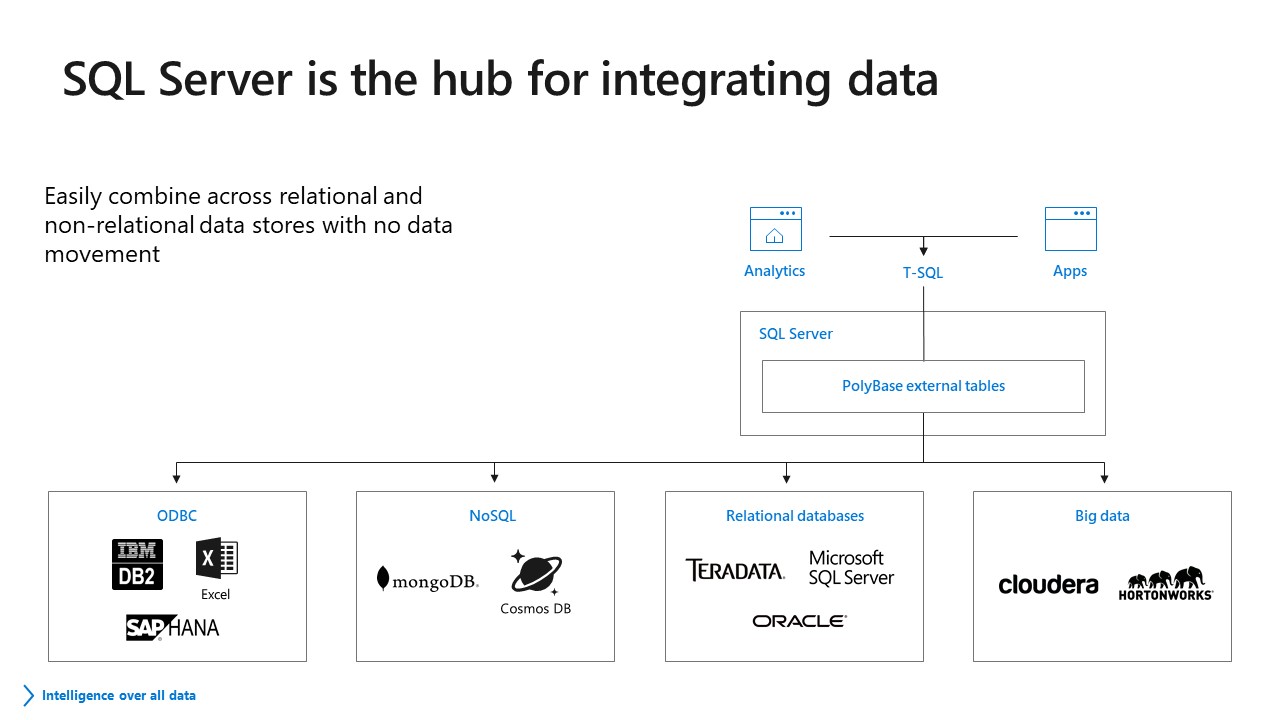 SQL Server is the hub for integrating data
Easily combine across relational and
non-relational data stores with no data
movement
Analytics
T-SQL
Apps
SQL Server
PolyBase external tables
ODBC
IBM
DB2
X
Excel
SAP HANA
NoSQL
mongoDB®
Cosmos DB
Relational databases
TERADATA®
Microsoft
SQL Server
ORACLE®
Big data
cloudera
HORTONWORKS®
Intelligence over all data